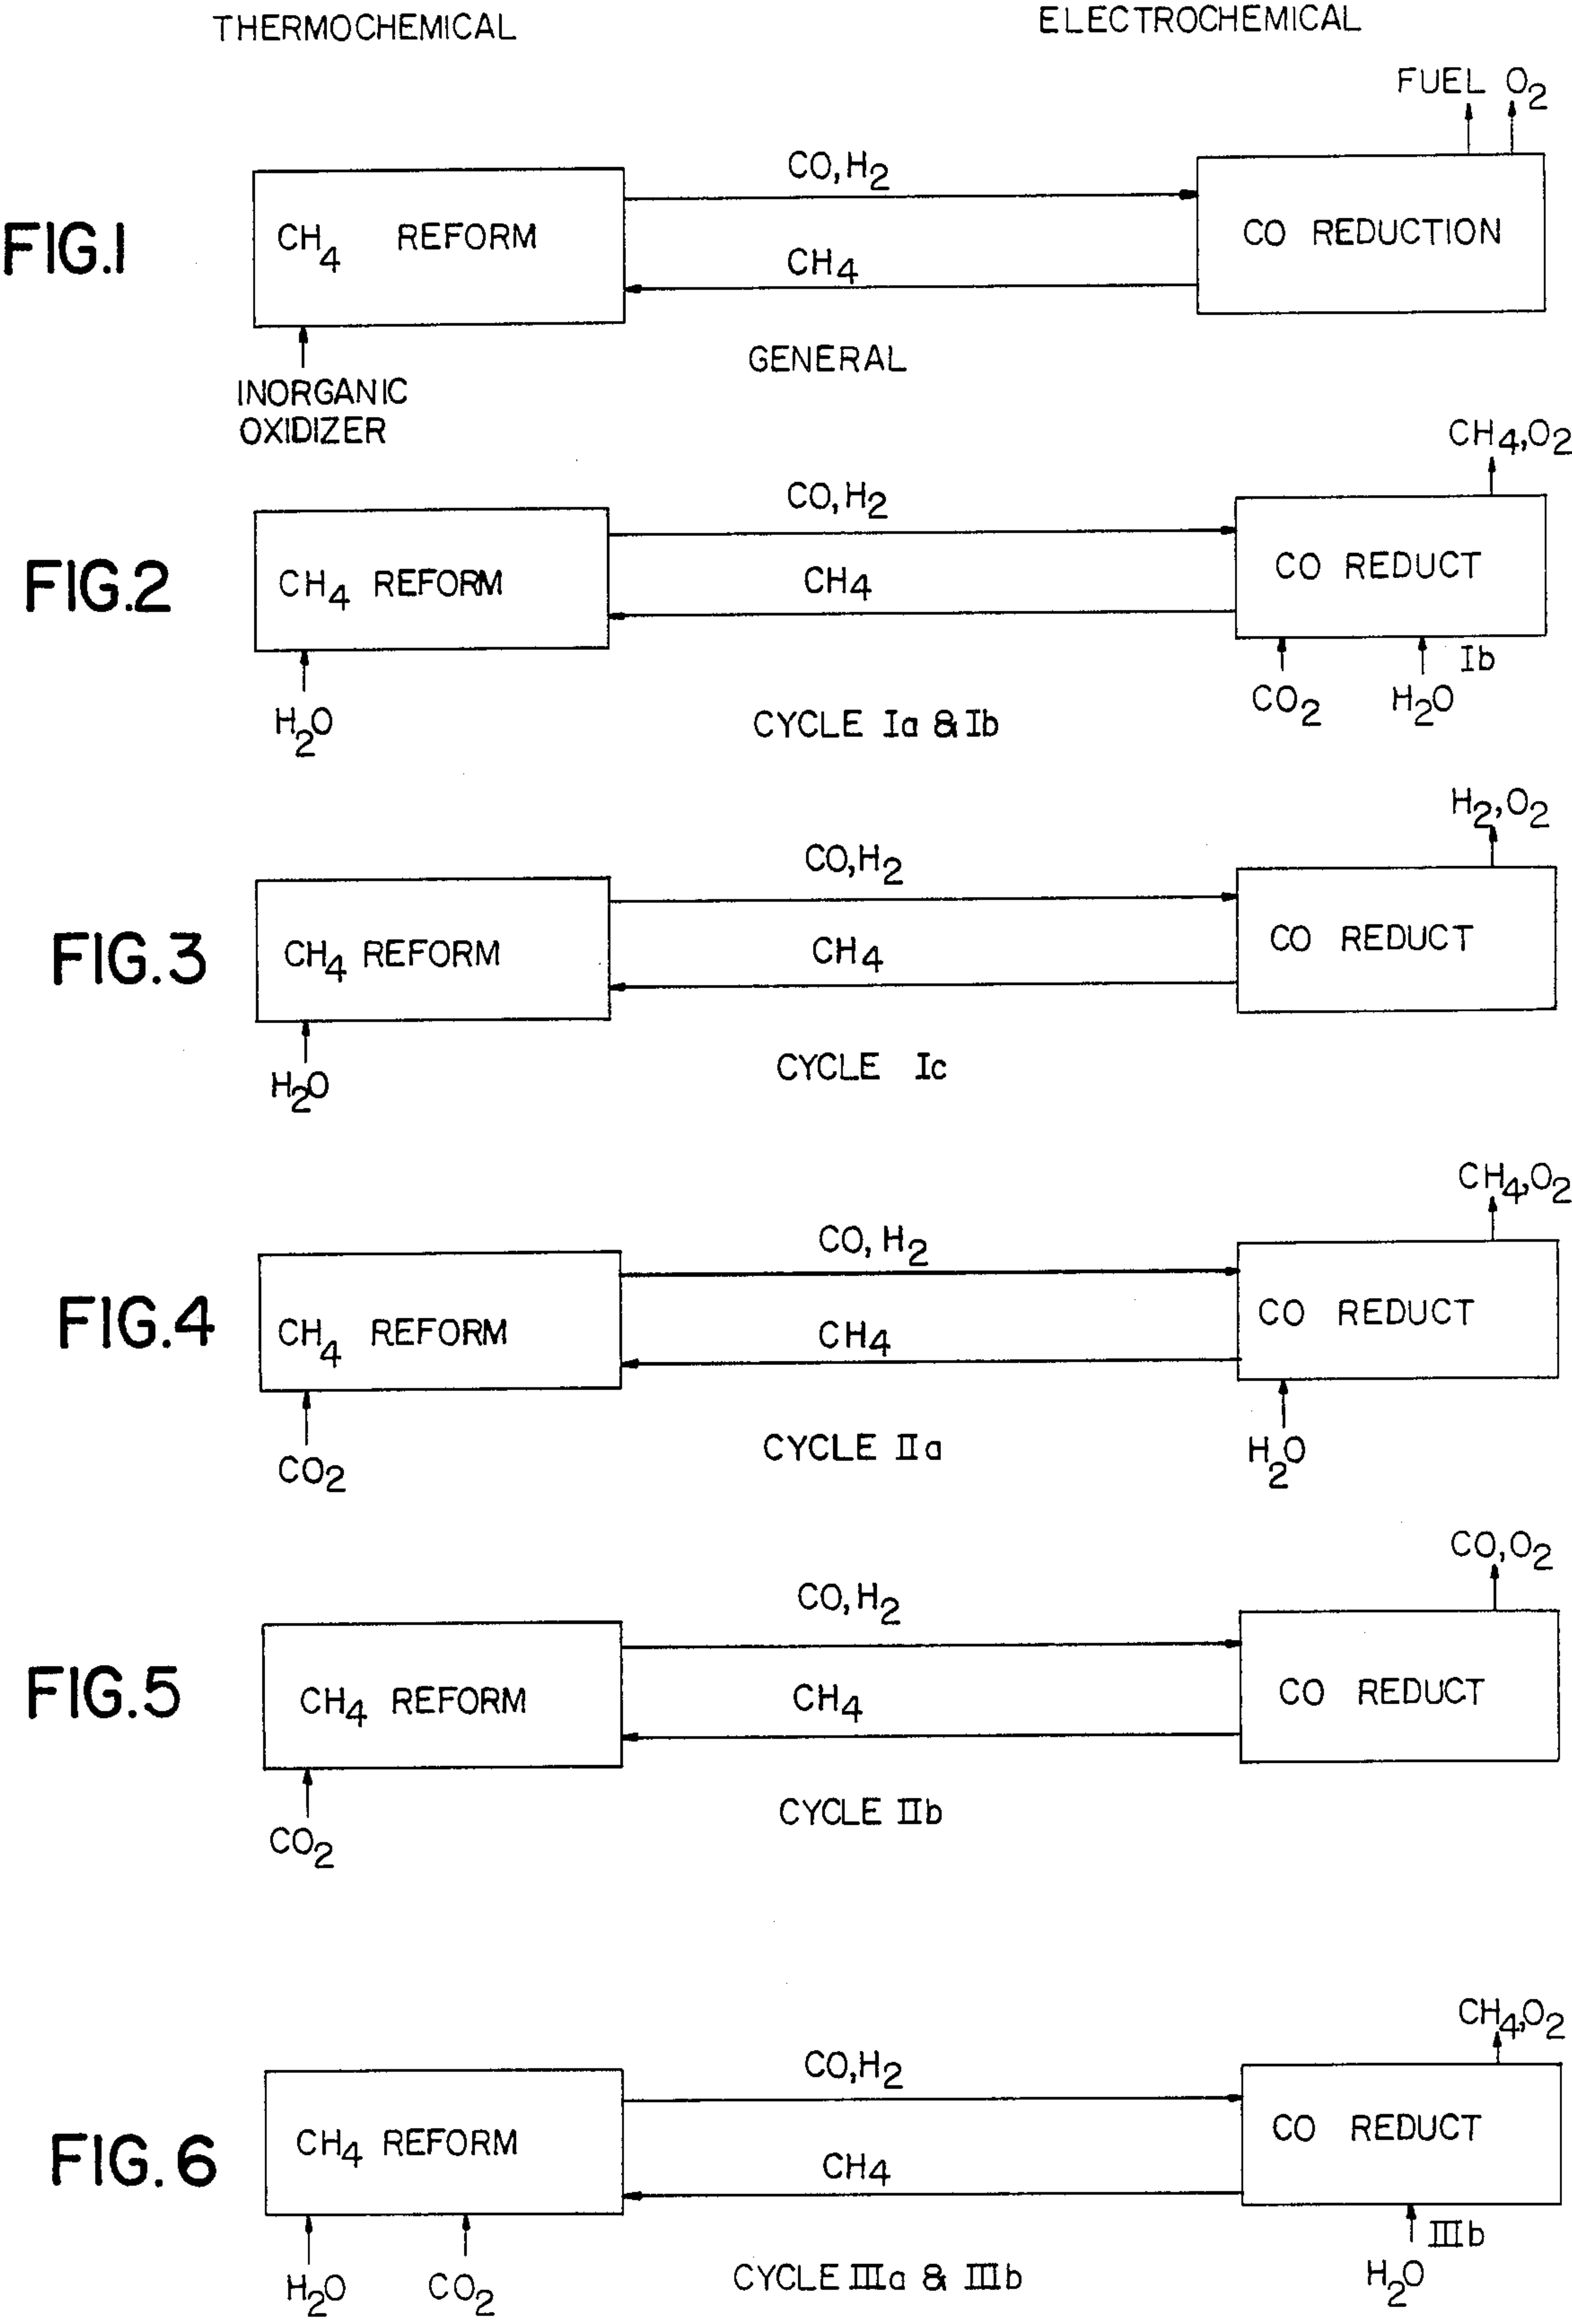 THERMOCHEMICAL
ELECTROCHEMICAL
FUEL O2
FIG.1
CH4 REFORM
CO,H2
CH4
CO REDUCTION
GENERAL
INORGANIC
OXIDIZER
CH4,O2
FIG.2
CH4 REFORM
CO,H2
CH4
CO REDUCT
Ib
H2O
CO2
H2O
CYCLE Ia & Ib
H2,O2
FIG.3
CH4 REFORM
CO,H2
CH4
CO REDUCT
H2O
CYCLE Ic
CH4,O2
FIG.4
CH4 REFORM
CO, H2
CH4
CO REDUCT
CO2
CYCLE IIa
H2O
CO,O2
FIG.5
CH4 REFORM
CO,H2
CH4
CO REDUCT
CO2
CYCLE IIb
CH4,O2
FIG.6
CH4 REFORM
CO,H2
CH4
CO REDUCT
IIIb
H2O
CO2
CYCLE IIIa & IIIb
H2O